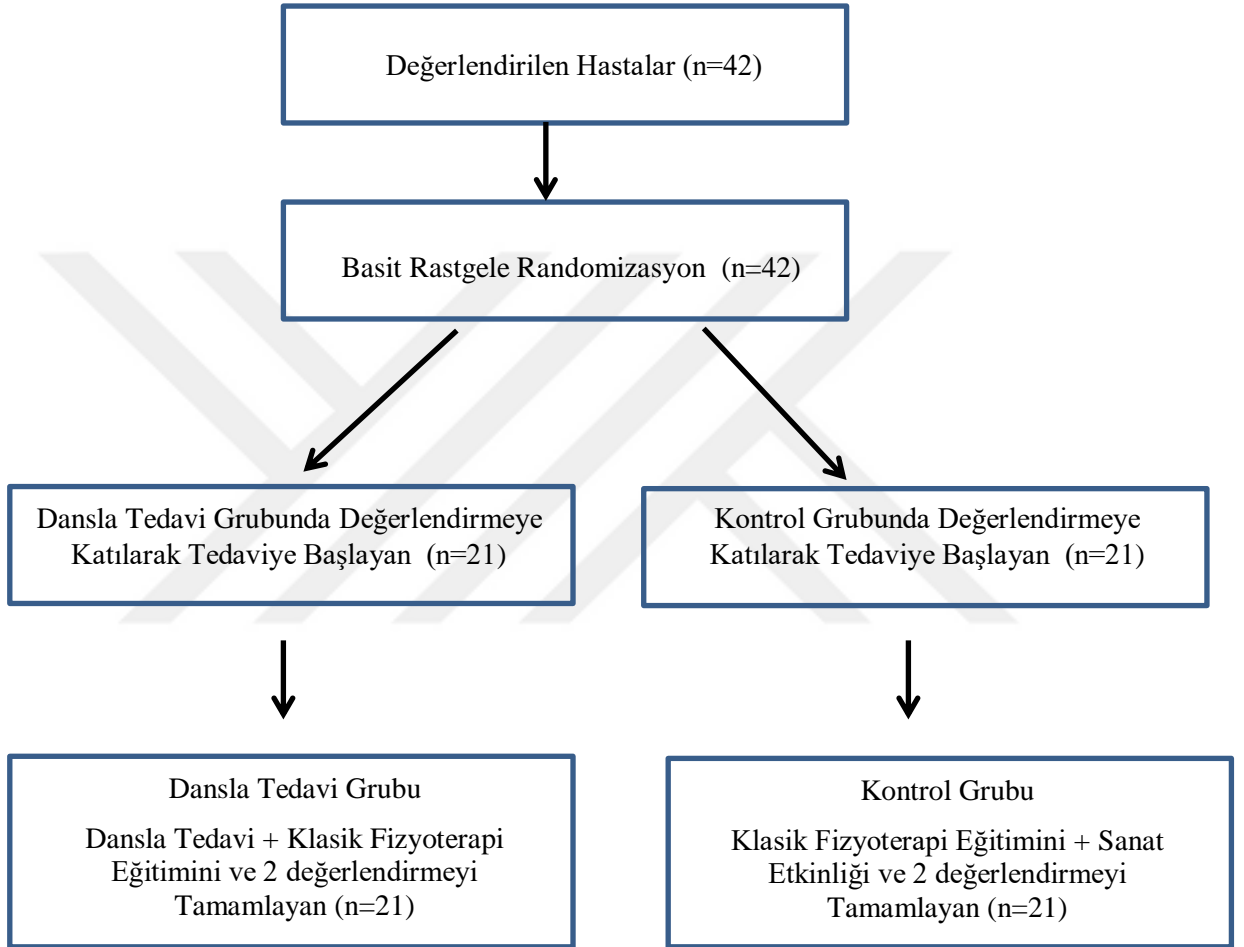 Değerlendirilen Hastalar (n=42)
Basit Rastgele Randomizasyon (n=42)
Dansla Tedavi Grubunda Değerlendirmeye
Katılarak Tedaviye Başlayan (n=21)
Kontrol Grubunda Değerlendirmeye
Katılarak Tedaviye Başlayan (n=21)
Dansla Tedavi Grubu
Dansla Tedavi + Klasik Fizyoterapi
Eğitimini ve 2 değerlendirmeyi
Tamamlayan (n=21)
Kontrol Grubu
Klasik Fizyoterapi Eğitimini + Sanat
Etkinliği ve 2 değerlendirmeyi
Tamamlayan (n=21)